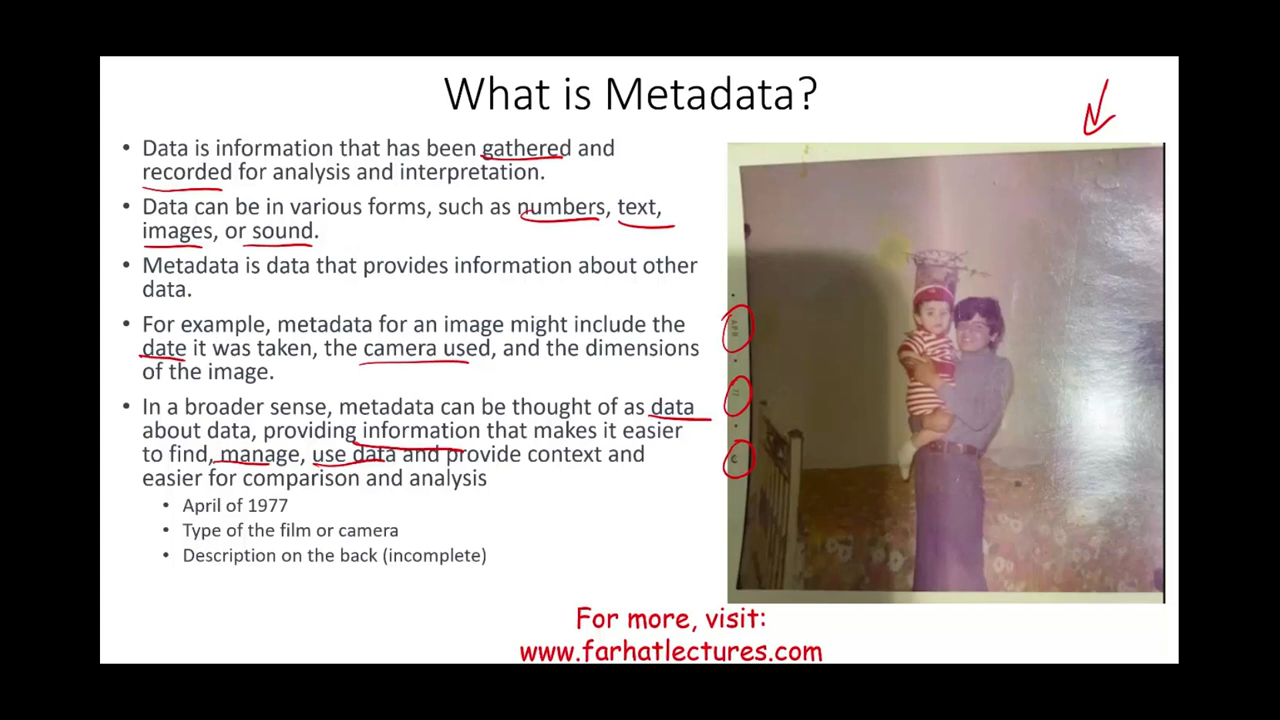 What is Metadata?
• Data is information that has been gathered and
recorded for analysis and interpretation.
• Data can be in various forms, such as numbers, text,
images, or sound.
• Metadata is data that provides information about other
data.
• For example, metadata for an image might include the
date it was taken, the camera used, and the dimensions
of the image.
• In a broader sense, metadata can be thought of as data
about data, providing information that makes it easier
to find, manage, use data and provide context and
easier for comparison and analysis
• April of 1977
• Type of the film or camera
• Description on the back (incomplete)
APR
77
For more, visit:
www.farhatlectures.com